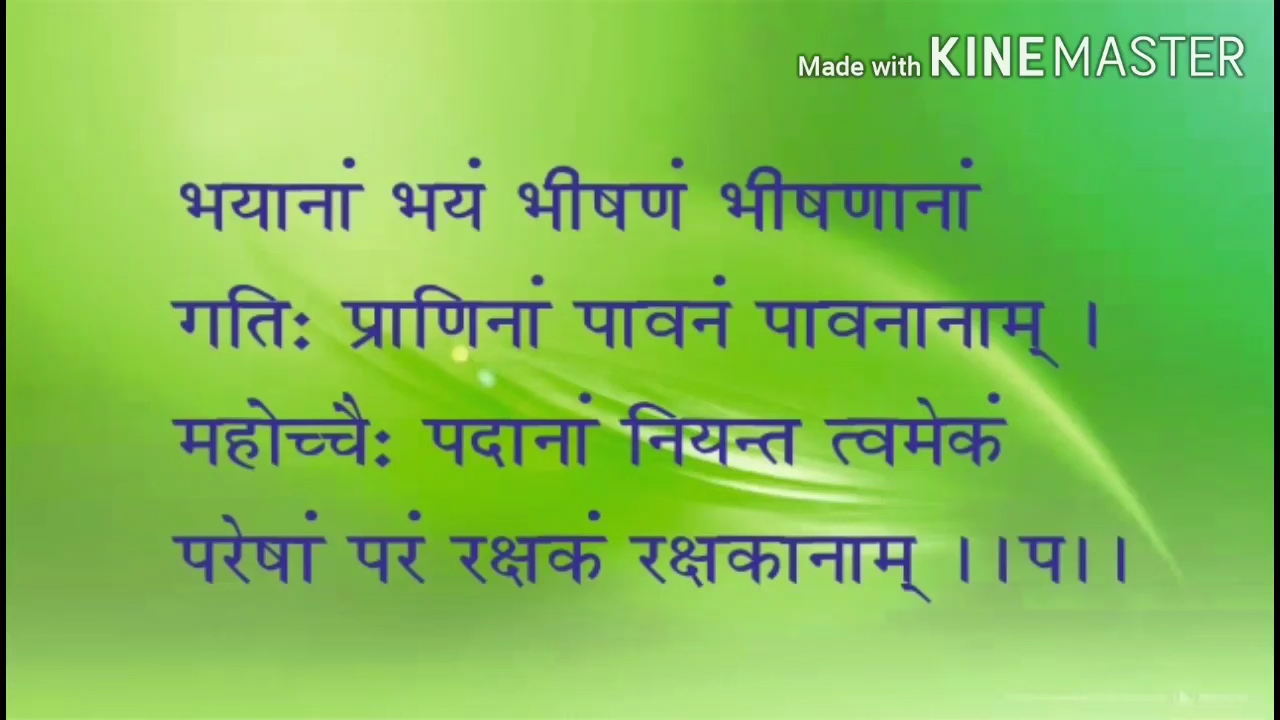 Made with KINEMASTER
भयानां भयं भीषणं भीषणानां
गतिः प्राणिनां पावनं पावनानाम् ।
महोच्चैः पदानां नियन्त त्वमेकं
परेषां परं रक्षकं रक्षकानाम् ।।प।।